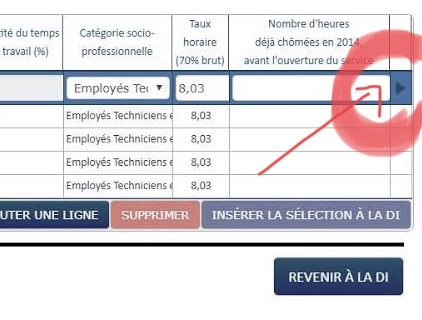 tité du temps
travail (%)
Catégorie socio-
professionnelle
Taux
horaire
(70% brut)
Nombre d'heures
déjà chômées en 2014,
avant l'ouverture du service
Employés Tec 8,03
Employés Techniciens e 8,03
Employés Techniciens e 8,03
Employés Techniciens e 8,03
Employés Techniciens e 8,03
UTER UNE LIGNE SUPPRIMER INSÉRER LA SÉLECTION À LA DI
REVENIR À LA DI